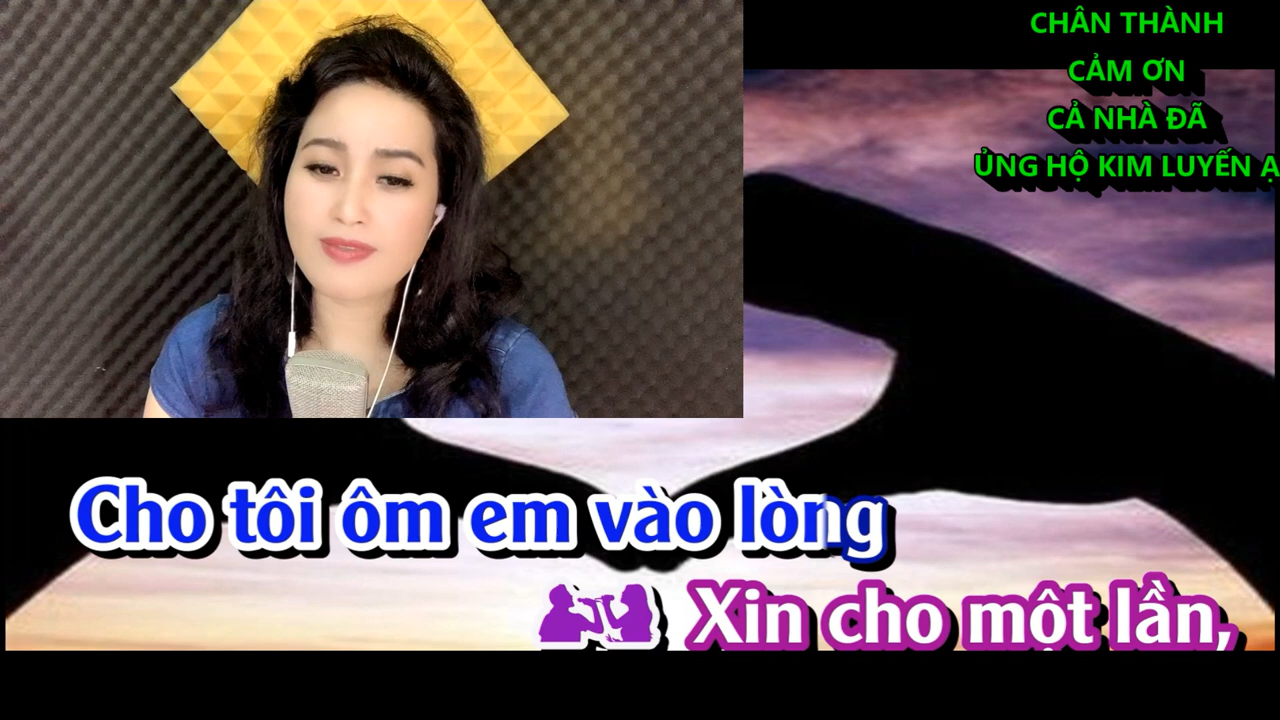 CHÂN THÀNH
CẢM ƠN
CẢ NHÀ ĐÃ
ỦNG HỘ KIM LUYẾN Ạ
Cho tôi ôm em vào lòng
Xin cho một lần,